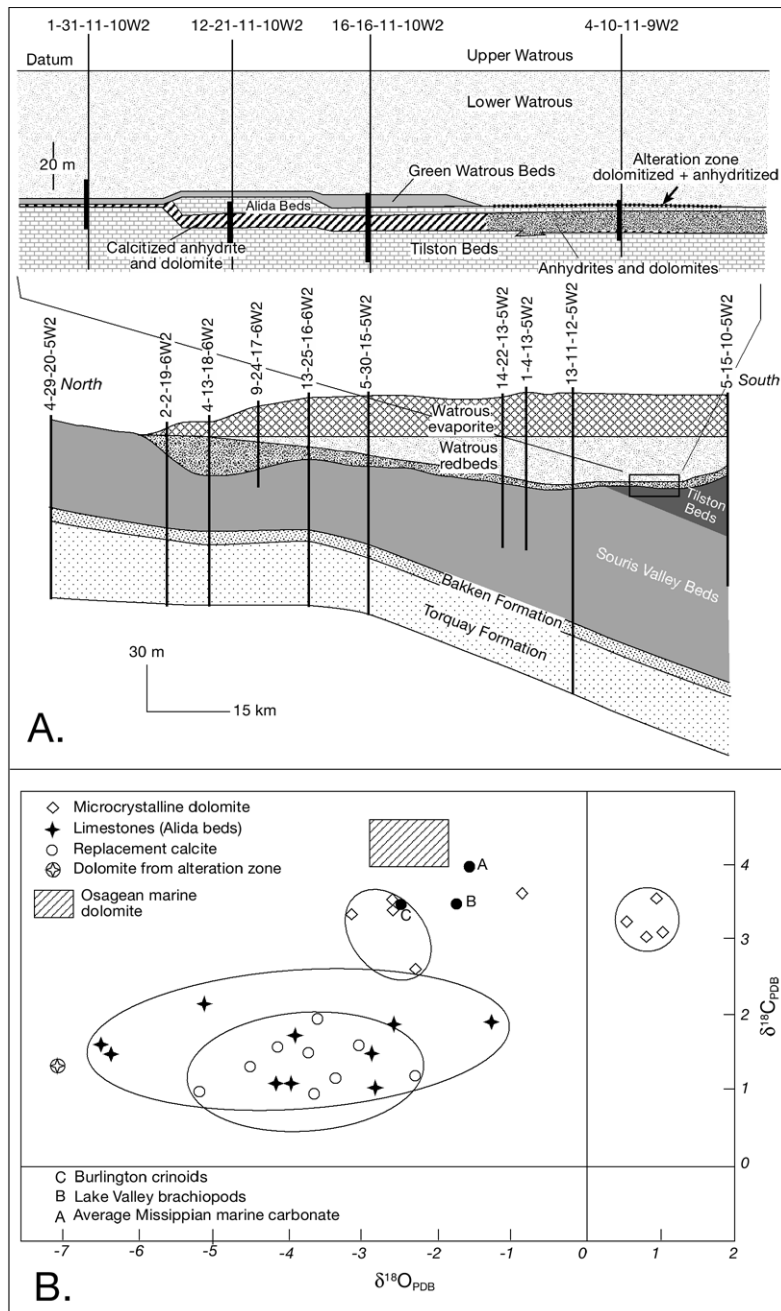 A.
1-31-11-10W2
12-21-11-10W2
16-16-11-10W2
4-10-11-9W2
Datum
Upper Watrous
Lower Watrous
20 m
Green Watrous Beds
Alteration zone
dolomitized + anhydritized
Alida Beds
Calcitized anhydrite
and dolomite
Tilston Beds
Anhydrites and dolomites
4-29-20-5W2
North
2-2-19-6W2
4-13-18-6W2
9-24-17-6W2
13-25-16-6W2
5-30-15-5W2
14-22-13-5W2
1-4-13-5W2
13-11-12-5W2
5-15-10-5W2
South
Watrous
evaporite
Watrous
redbeds
Tilston
Beds
Souris Valley Beds
Bakken Formation
Torquay Formation
30 m
15 km
B.
Microcrystalline dolomite
Limestones (Alida beds)
Replacement calcite
Dolomite from alteration zone
Osagean marine
dolomite
A
B
C
4
3
2
1
0
δ18CPDB
C Burlington crinoids
B Lake Valley brachiopods
A Average Missippian marine carbonate
-7 -6 -5 -4 -3 -2 -1 0 1 2
δ18OPDB